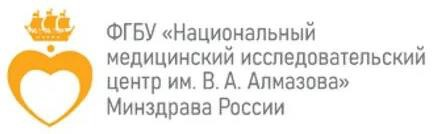 ФГБУ «Национальный
медицинский исследовательский
центр им. В. А. Алмазова»
Минздрава России